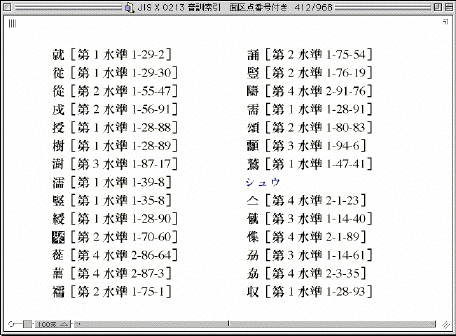 JIS X 0213 音訓索引　面区点番号付き　412/968
就 [第1水準1-29-2]
従 [第1水準1-29-30]
從 [第2水準1-55-47]
戍 [第2水準1-56-91]
授 [第1水準1-28-88]
樹 [第1水準1-28-89]
澍 [第3水準1-87-17]
濡 [第1水準1-39-8]
竪 [第1水準1-35-8]
綬 [第1水準1-28-90]
聚 [第2水準1-70-60]
[第4水準2-86-64]
[第4水準2-87-3]
襦 [第2水準1-75-1]
誦 [第2水準1-75-54]
豎 [第2水準1-76-19]
[第4水準2-91-76]
需 [第1水準1-28-91]
頌 [第2水準1-80-83]
顬 [第3水準1-94-6]
鷲 [第1水準1-47-41]
シュウ
亼 [第4水準2-1-23]
[第3水準1-14-40]
[第4水準2-1-89]
[第3水準1-14-61]
[第4水準2-3-35]
収 [第1水準1-28-93]
100%